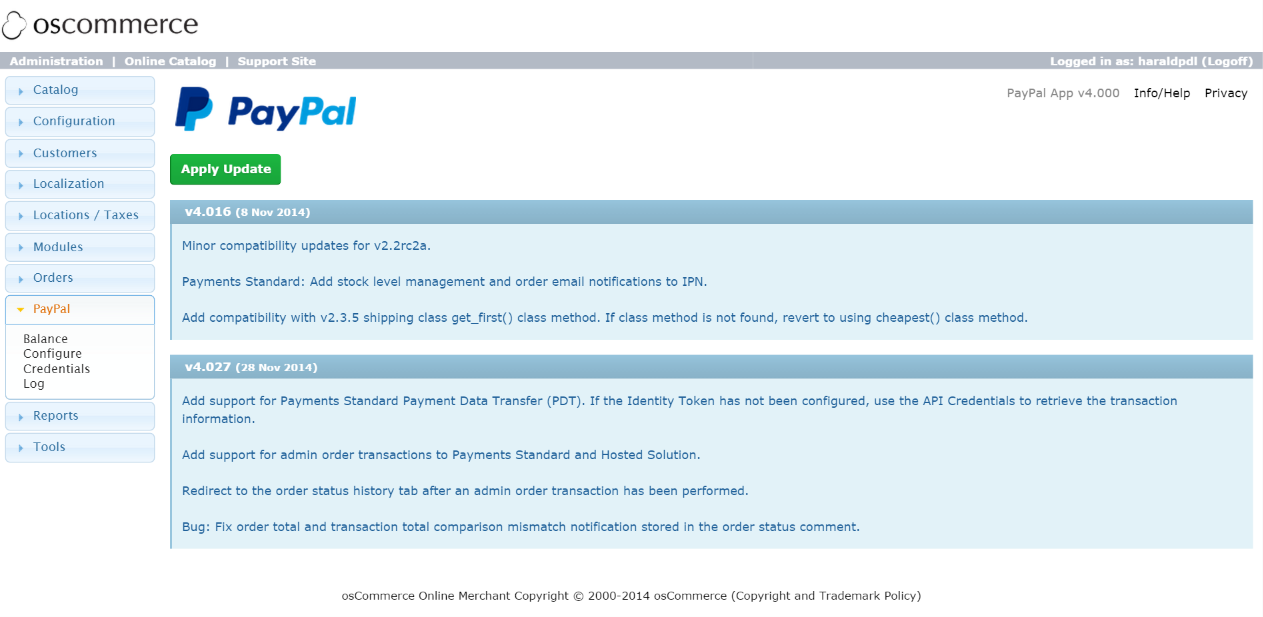 oscommerce
Administration | Online Catalog | Support Site
Logged in as: haraldpdl (Logoff)
Catalog
Configuration
Customers
Localization
Locations / Taxes
Modules
Orders
PayPal
Balance
Configure
Credentials
Log
Reports
Tools
PayPal
PayPal App v4.000 Info/Help Privacy
Apply Update
v4.016 (8 Nov 2014)
Minor compatibility updates for v2.2rc2a.
Payments Standard: Add stock level management and order email notifications to IPN.
Add compatibility with v2.3.5 shipping class get_first() class method. If class method is not found, revert to using cheapest() class method.
v4.027 (28 Nov 2014)
Add support for Payments Standard Payment Data Transfer (PDT). If the Identity Token has not been configured, use the API Credentials to retrieve the transaction
information.
Add support for admin order transactions to Payments Standard and Hosted Solution.
Redirect to the order status history tab after an admin order transaction has been performed.
Bug: Fix order total and transaction total comparison mismatch notification stored in the order status comment.
osCommerce Online Merchant Copyright © 2000-2014 osCommerce (Copyright and Trademark Policy)